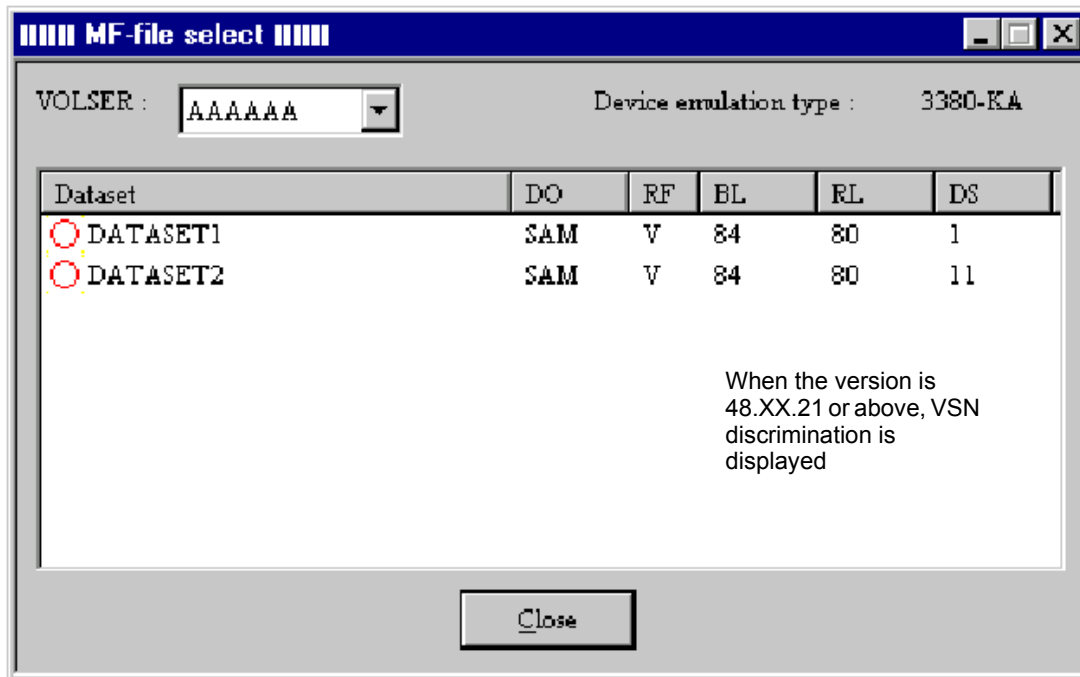 MF-file select
VOLSER : AAAAAA Device emulation type : 3380-KA
Dataset DO RF BL RL DS
DATASET1 SAM V 84 80 1
DATASET2 SAM V 84 80 11
When the version is
48.XX.21 or above, VSN
discrimination is
displayed
Close